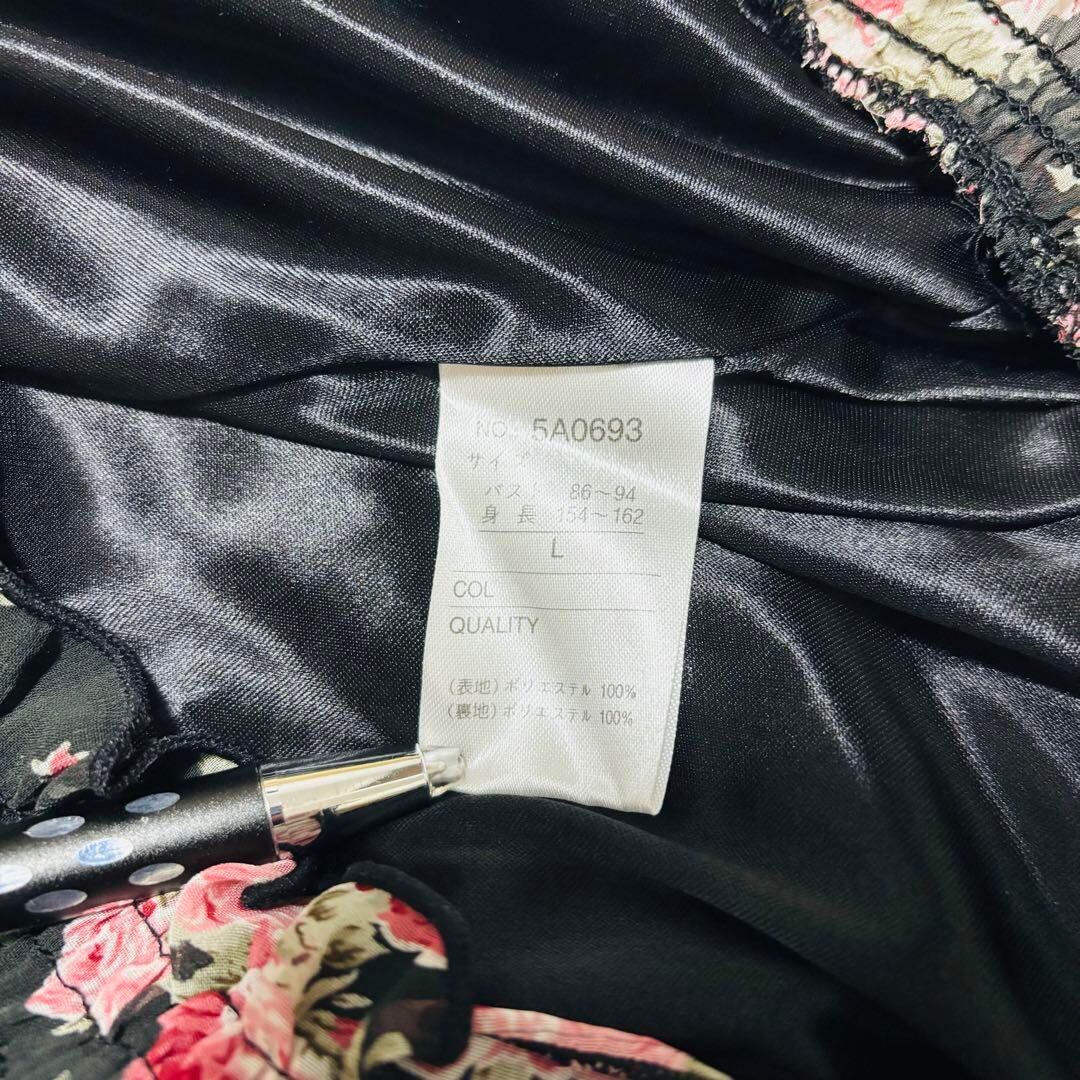 NO. 5A0693
サイズ
バスト 86〜94
身長 154〜162
L
COL
QUALITY
(表地)ポリエステル 100%
(裏地)ポリエステル 100%